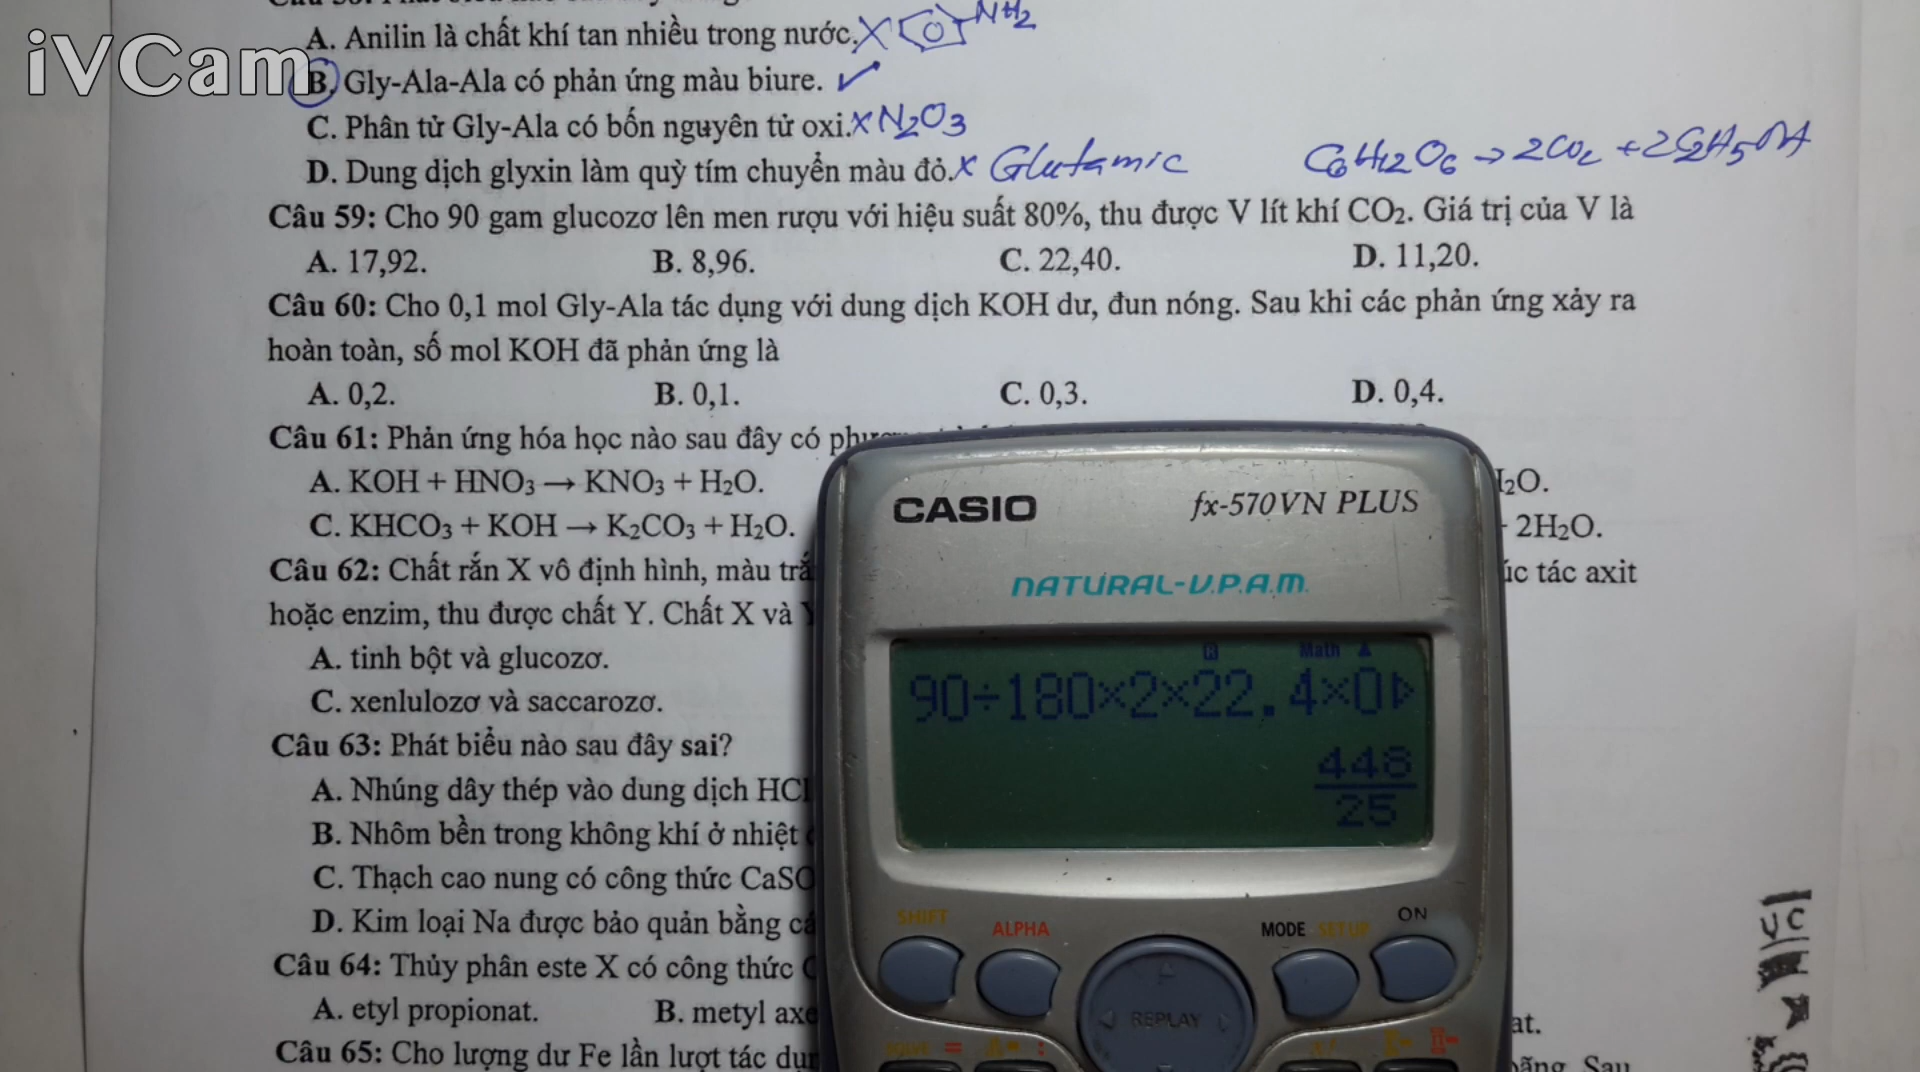 iVCam
A. Anilin là chất khí tan nhiều trong nước. X NH2
B. Gly-Ala-Ala có phản ứng màu biure.
C. Phân tử Gly-Ala có bốn nguyên tử oxi. x N2O3
D. Dung dịch glyxin làm quỳ tím chuyển màu đỏ. x Glutamic C6H12O6 → 2CO2 + 2C2H5OH
Câu 59: Cho 90 gam glucozơ lên men rượu với hiệu suất 80%, thu được V lít khí CO2. Giá trị của V là
A. 17,92. B. 8,96. C. 22,40. D. 11,20.
Câu 60: Cho 0,1 mol Gly-Ala tác dụng với dung dịch KOH dư, đun nóng. Sau khi các phản ứng xảy ra
hoàn toàn, số mol KOH đã phản ứng là
A. 0,2. B. 0,1. C. 0,3. D. 0,4.
Câu 61: Phản ứng hóa học nào sau đây có
A. KOH + HNO3 → KNO3 + H2O. I2O.
C. KHCO3 + KOH → K2CO3 + H2O. 2H2O.
Câu 62: Chất rắn X vô định hình, màu úc tác axit
hoặc enzim, thu được chất Y. Chất X và
A. tinh bột và glucozơ.
C. xenlulozơ và saccarozơ.
Câu 63: Phát biểu nào sau đây sai?
A. Nhúng dây thép vào dung dịch HCl
B. Nhôm bền trong không khí ở nhiệt
C. Thạch cao nung có công thức CaSO
D. Kim loại Na được bảo quản bằng
Câu 64: Thủy phân este X có công thức
A. etyl propionat. B. metyl axe at.
Câu 65: Cho lượng dư Fe lần lượt tác Sau
CASIO fx-570VN PLUS
NATURAL-V.P.A.M.
R Math ▲
90÷180×2×22.4×0
448
25
SHIFT ALPHA MODE SETUP ON
REPLAY
SOLVE = :